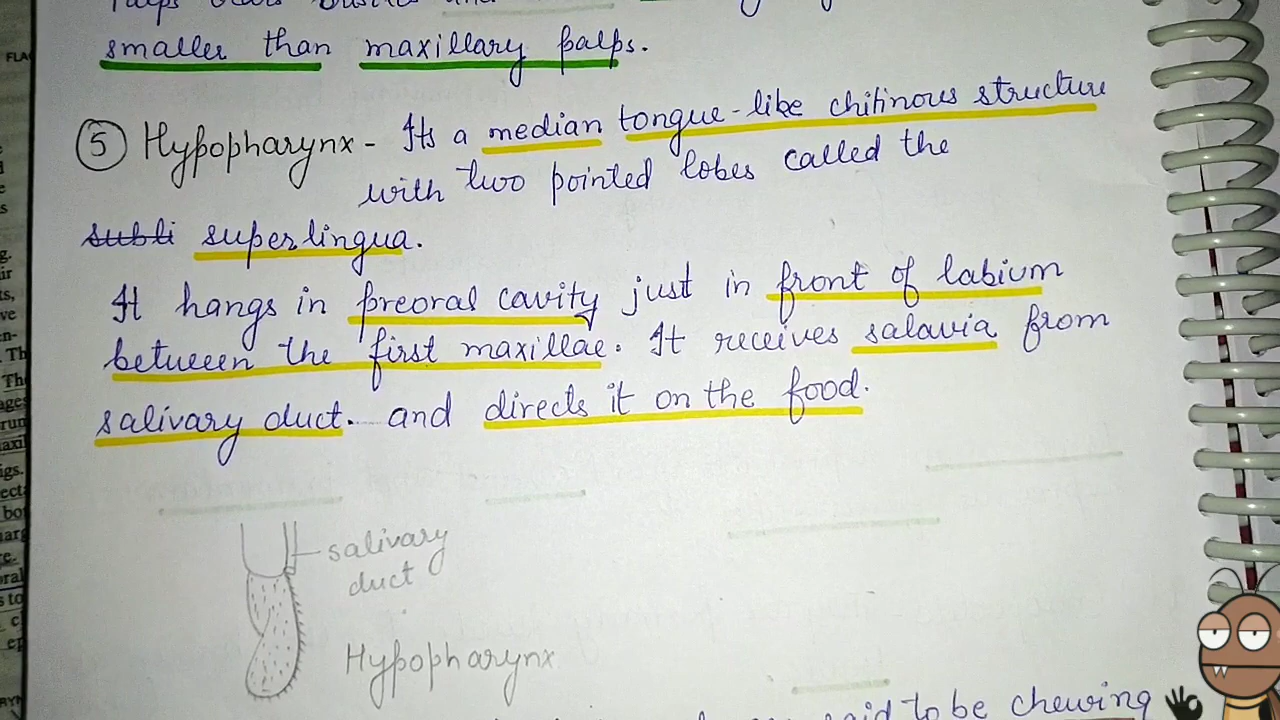 smaller than maxillary palps.
⑤ Hypopharynx - Its a median tongue-like chitinous structure
with two pointed lobes called the
subli superlingua.
It hangs in preoral cavity just in front of labium
between the first maxillae. It receives salavia from
salivary duct. and directs it on the food.
salivary
duct
Hypopharynx
said to be chewing